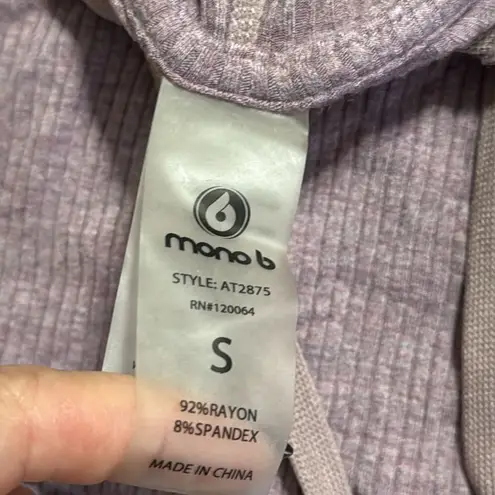 mono b
STYLE: AT2875
RN#120064
S
92%RAYON
8%SPANDEX
MADE IN CHINA